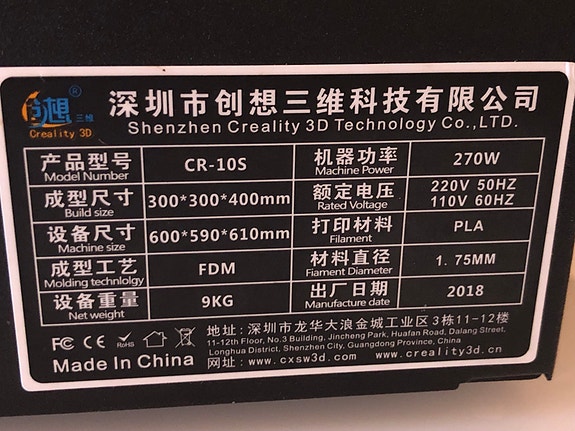 创想三维 ®
Creality 3D
深圳市创想三维科技有限公司
Shenzhen Creality 3D Technology Co.,LTD.
产品型号 CR-10S 机器功率 270W
Model Number Machine Power
成型尺寸 300*300*400mm 额定电压 220V 50HZ
Build size Rated Voltage 110V 60HZ
设备尺寸 600*590*610mm 打印材料 PLA
Machine size Filament
成型工艺 FDM 材料直径 1.75MM
Molding technlolgy Fiament Diameter
设备重量 9KG 出厂日期 2018
Net weight Manufacture date
FC CE RoHS
Made In China
地址: 深圳市龙华大浪金城工业区3栋11-12楼
11-12th Floor, No.3 Building, Jincheng Park, Huafan Road, Dalang Street,
Longhua District, Shenzhen City, Guangdong Province, China
网址: www.cxsw3d.com www.creality3d.cn